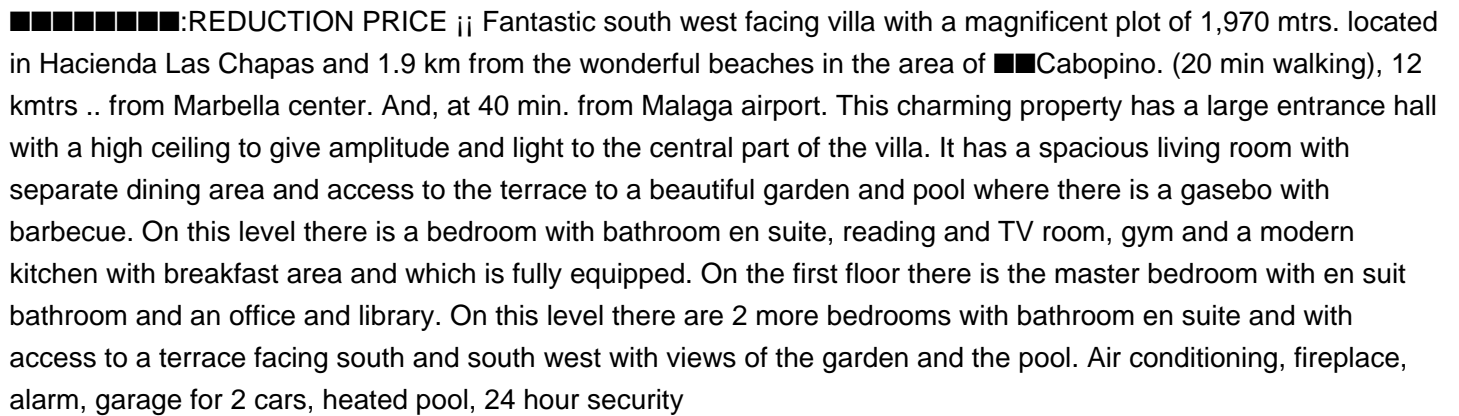 ■■■■■■■■:REDUCTION PRICE ¡¡ Fantastic south west facing villa with a magnificent plot of 1,970 mtrs. located
in Hacienda Las Chapas and 1.9 km from the wonderful beaches in the area of ■■Cabopino. (20 min walking), 12
kmtrs .. from Marbella center. And, at 40 min. from Malaga airport. This charming property has a large entrance hall
with a high ceiling to give amplitude and light to the central part of the villa. It has a spacious living room with
separate dining area and access to the terrace to a beautiful garden and pool where there is a gasebo with
barbecue. On this level there is a bedroom with bathroom en suite, reading and TV room, gym and a modern
kitchen with breakfast area and which is fully equipped. On the first floor there is the master bedroom with en suit
bathroom and an office and library. On this level there are 2 more bedrooms with bathroom en suite and with
access to a terrace facing south and south west with views of the garden and the pool. Air conditioning, fireplace,
alarm, garage for 2 cars, heated pool, 24 hour security